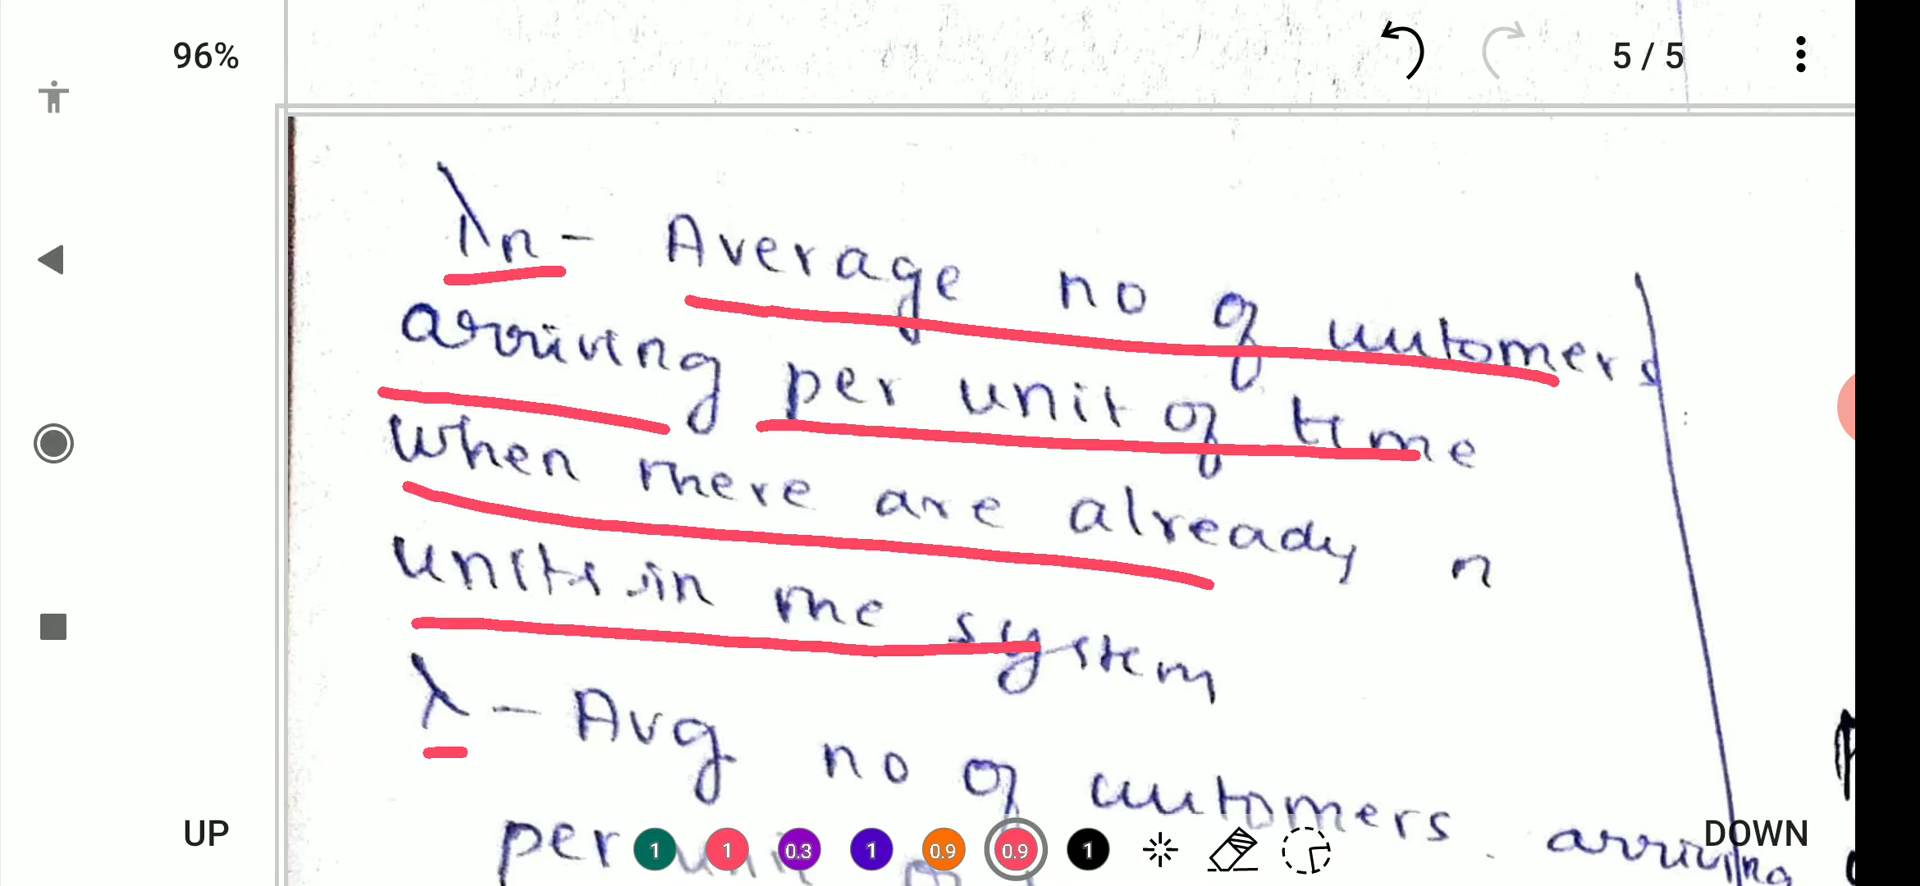 96%
5 / 5
λn - Average no of customers
arriving per unit of time
when there are already n
units in the system
λ - Avg no of customers arriving
per
UP
1 1 0.3 1 0.9 0.9 1
DOWN